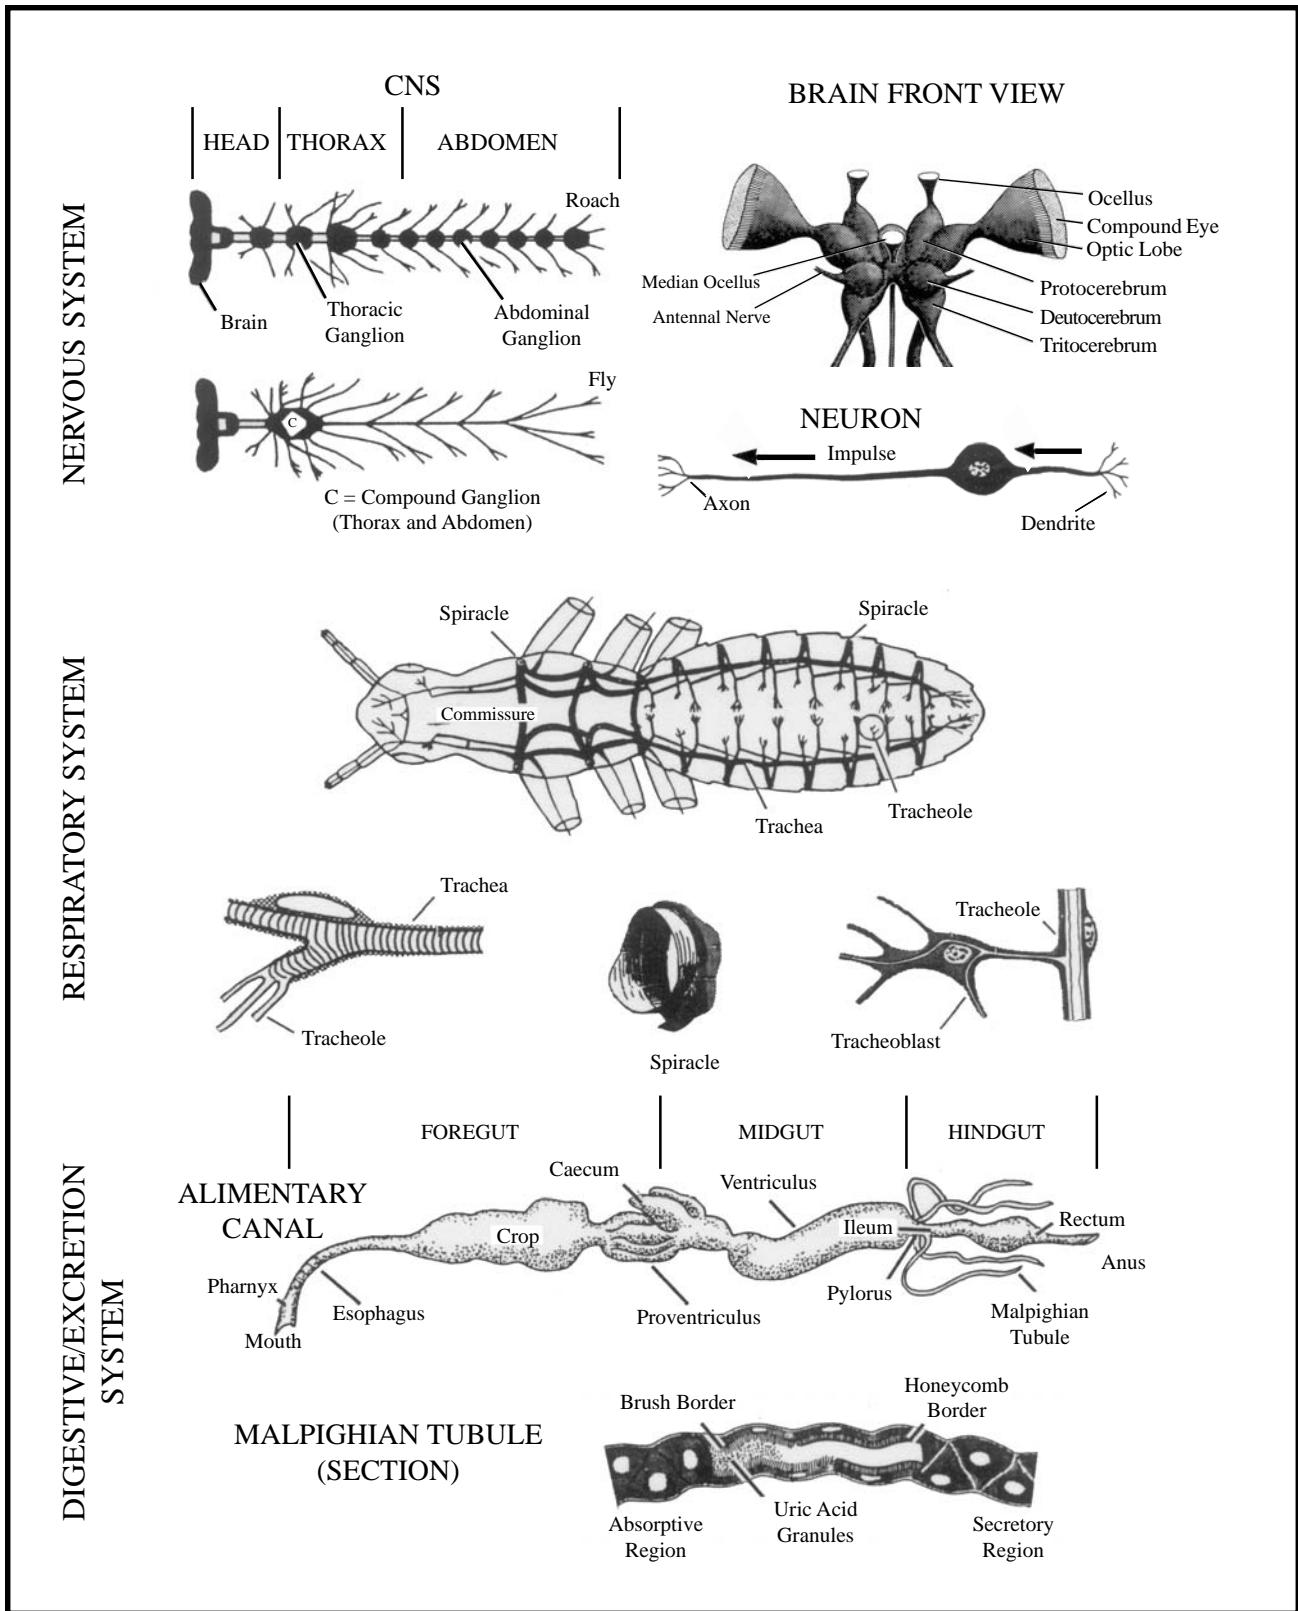 NERVOUS SYSTEM
CNS
HEAD
THORAX
ABDOMEN
Roach
Brain
Thoracic
Ganglion
Abdominal
Ganglion
Fly
C
C = Compound Ganglion
(Thorax and Abdomen)
BRAIN FRONT VIEW
Ocellus
Compound Eye
Optic Lobe
Median Ocellus
Antennal Nerve
Protocerebrum
Deutocerebrum
Tritocerebrum
NEURON
Impulse
Axon
Dendrite
RESPIRATORY SYSTEM
Spiracle
Spiracle
Commissure
Trachea
Tracheole
Trachea
Tracheole
Spiracle
Tracheole
Tracheoblast
DIGESTIVE/EXCRETION
SYSTEM
FOREGUT
MIDGUT
HINDGUT
ALIMENTARY
CANAL
Caecum
Ventriculus
Crop
Ileum
Rectum
Anus
Pharnyx
Esophagus
Mouth
Proventriculus
Pylorus
Malpighian
Tubule
MALPIGHIAN TUBULE
(SECTION)
Brush Border
Honeycomb
Border
Absorptive
Region
Uric Acid
Granules
Secretory
Region